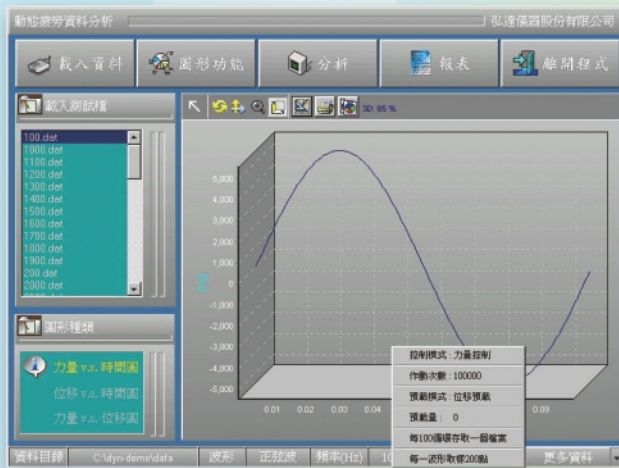 動態疲勞資料分析
弘達儀器股份有限公司
載入資料
圖形功能
分析
報表
離開程式
載入測試檔
3D: 85 %
100.dat
1000.dat
1100.dat
1200.dat
1300.dat
1400.dat
1500.dat
1600.dat
1700.dat
1800.dat
1900.dat
200.dat
2000.dat
5,000
4,000
3,000
2,000
1,000
0
-1,000
-2,000
-3,000
-4,000
-5,000
0.01 0.02 0.03 0.04 0.09
圖形種類
力量 v.s. 時間圖
位移 v.s. 時間圖
力量 v.s. 位移圖
控制模式 : 力量控制
作動次數 : 100000
預載模式 : 位移預載
預載量 : 0
每100循環存取一個檔案
每一波形取樣200點
資料目錄 C:\dyn-demo\data 波形 正弦波 頻率(Hz) 10 更多資料